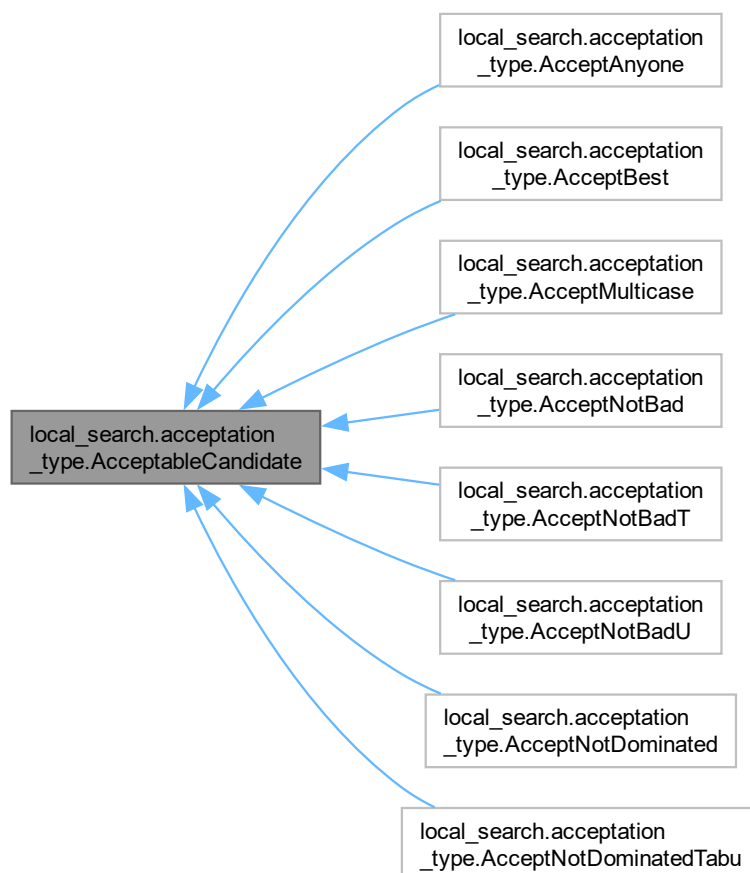 local_search.acceptation
_type.AcceptAnyone
local_search.acceptation
_type.AcceptBest
local_search.acceptation
_type.AcceptMulticase
local_search.acceptation
_type.AcceptNotBad
local_search.acceptation
_type.AcceptableCandidate
local_search.acceptation
_type.AcceptNotBadT
local_search.acceptation
_type.AcceptNotBadU
local_search.acceptation
_type.AcceptNotDominated
local_search.acceptation
_type.AcceptNotDominatedTabu